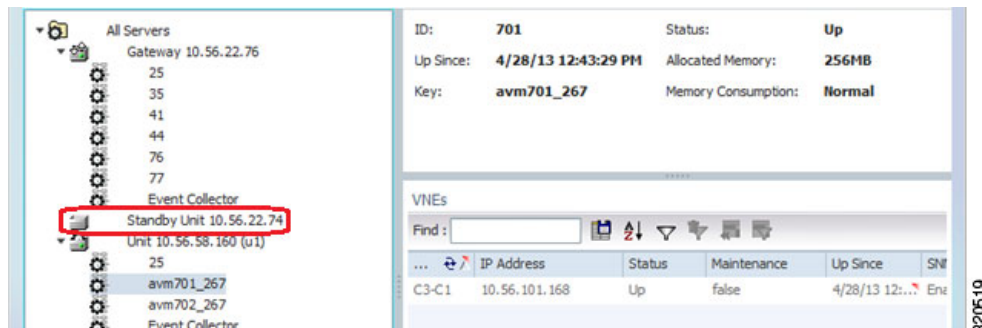 All Servers
Gateway 10.56.22.76
25
35
41
44
76
77
Event Collector
Standby Unit 10.56.22.74
Unit 10.56.58.160 (u1)
25
avm701_267
avm702_267
Event Collector
ID: 701 Status: Up
Up Since: 4/28/13 12:43:29 PM Allocated Memory: 256MB
Key: avm701_267 Memory Consumption: Normal
VNEs
Find :
... IP Address Status Maintenance Up Since
C3-C1 10.56.101.168 Up false 4/28/13 12:... Ena
320519